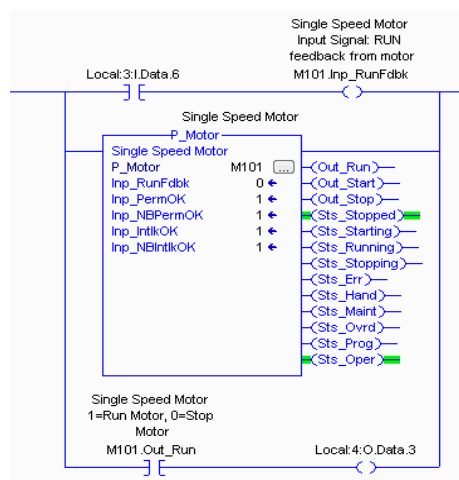 Single Speed Motor
Input Signal: RUN
feedback from motor
Local:3:I.Data.6
M101.Inp_RunFdbk
Single Speed Motor
P_Motor
Single Speed Motor
P_Motor M101 ...
Inp_RunFdbk 0
Inp_PermOK 1
Inp_NBPermOK 1
Inp_IntlkOK 1
Inp_NBIntlkOK 1
Out_Run
Out_Start
Out_Stop
Sts_Stopped
Sts_Starting
Sts_Running
Sts_Stopping
Sts_Err
Sts_Hand
Sts_Maint
Sts_Ovrd
Sts_Prog
Sts_Oper
Single Speed Motor
1=Run Motor, 0=Stop
Motor
M101.Out_Run
Local:4:O.Data.3